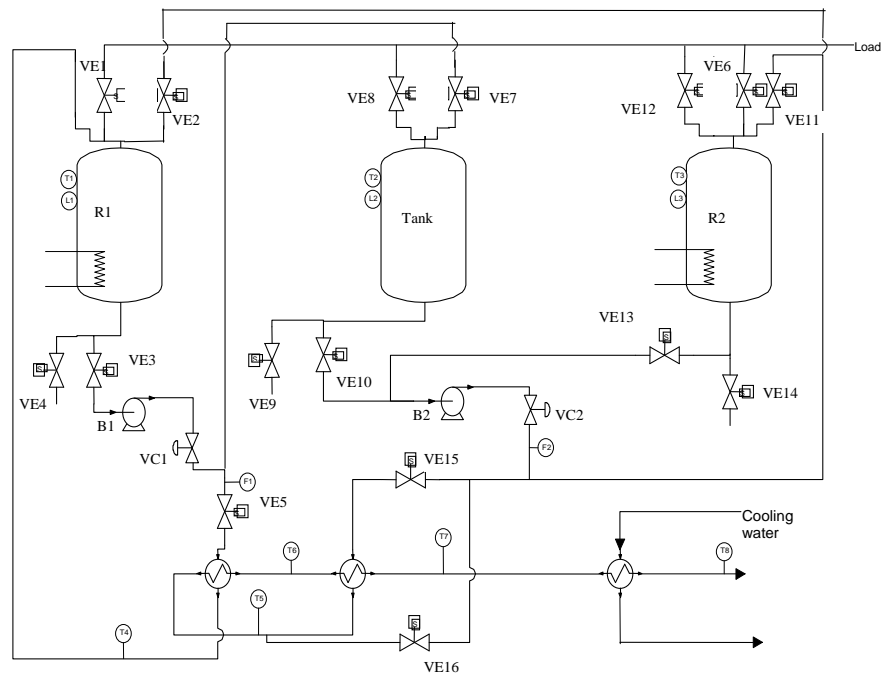 Load
VE1
VE2
VE8
VE7
VE6
VE12
VE11
T1
L1
R1
T2
L2
Tank
T3
L3
R2
VE13
VE3
VE4
S
B1
VC1
S
VE9
VE10
B2
VC2
S
VE14
F1
F2
VE5
VE15
S
Cooling
water
T6
T7
T8
T5
T4
S
VE16